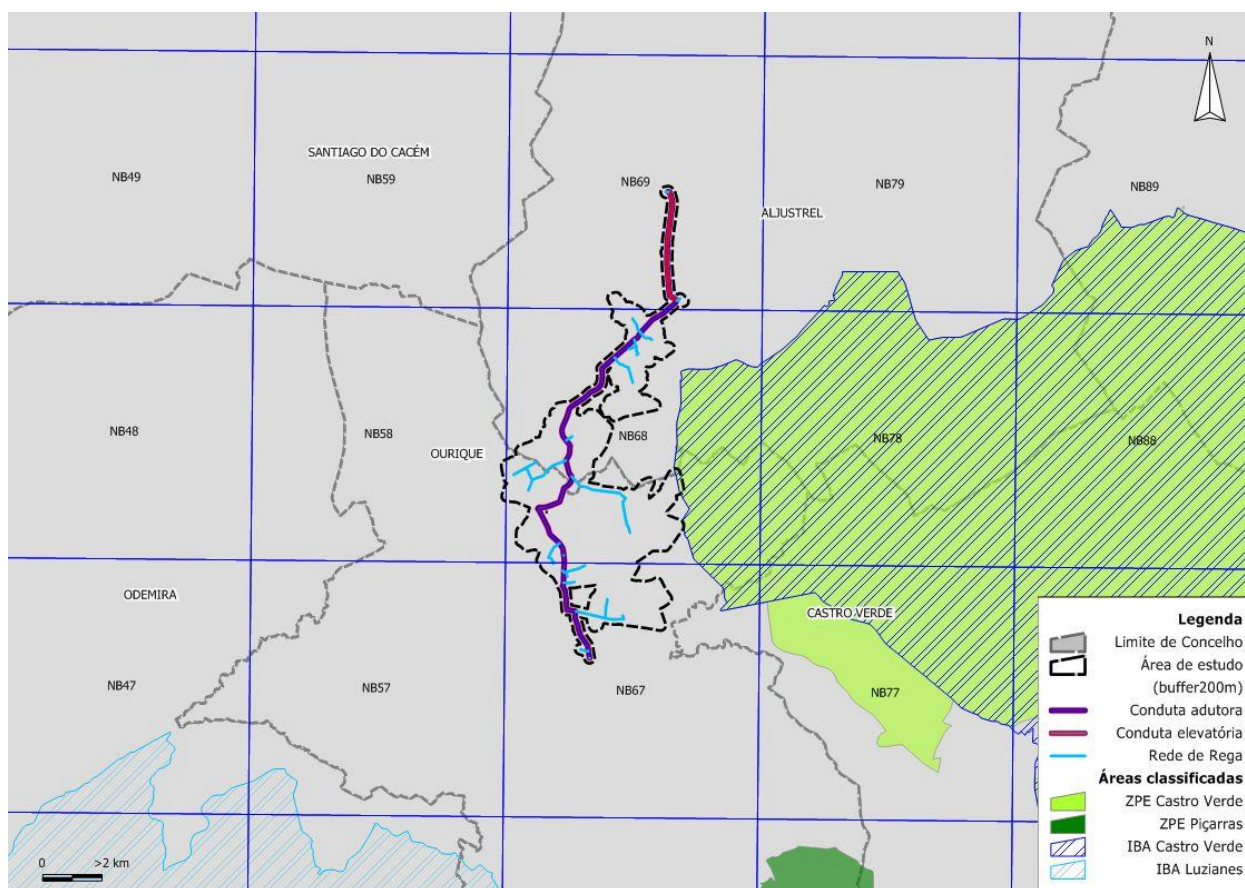 N
SANTIAGO DO CACÉM
NB49
NB59
NB69
NB79
NB89
ALJUSTREL
NB48
NB58
OURIQUE
NB68
NB78
NB88
ODEMIRA
CASTRO VERDE
NB47
NB57
NB67
NB77
0 >2 km
Legenda
Limite de Concelho
Área de estudo
(buffer200m)
Conduta adutora
Conduta elevatória
Rede de Rega
Áreas classificadas
ZPE Castro Verde
ZPE Piçarras
IBA Castro Verde
IBA Luzianes